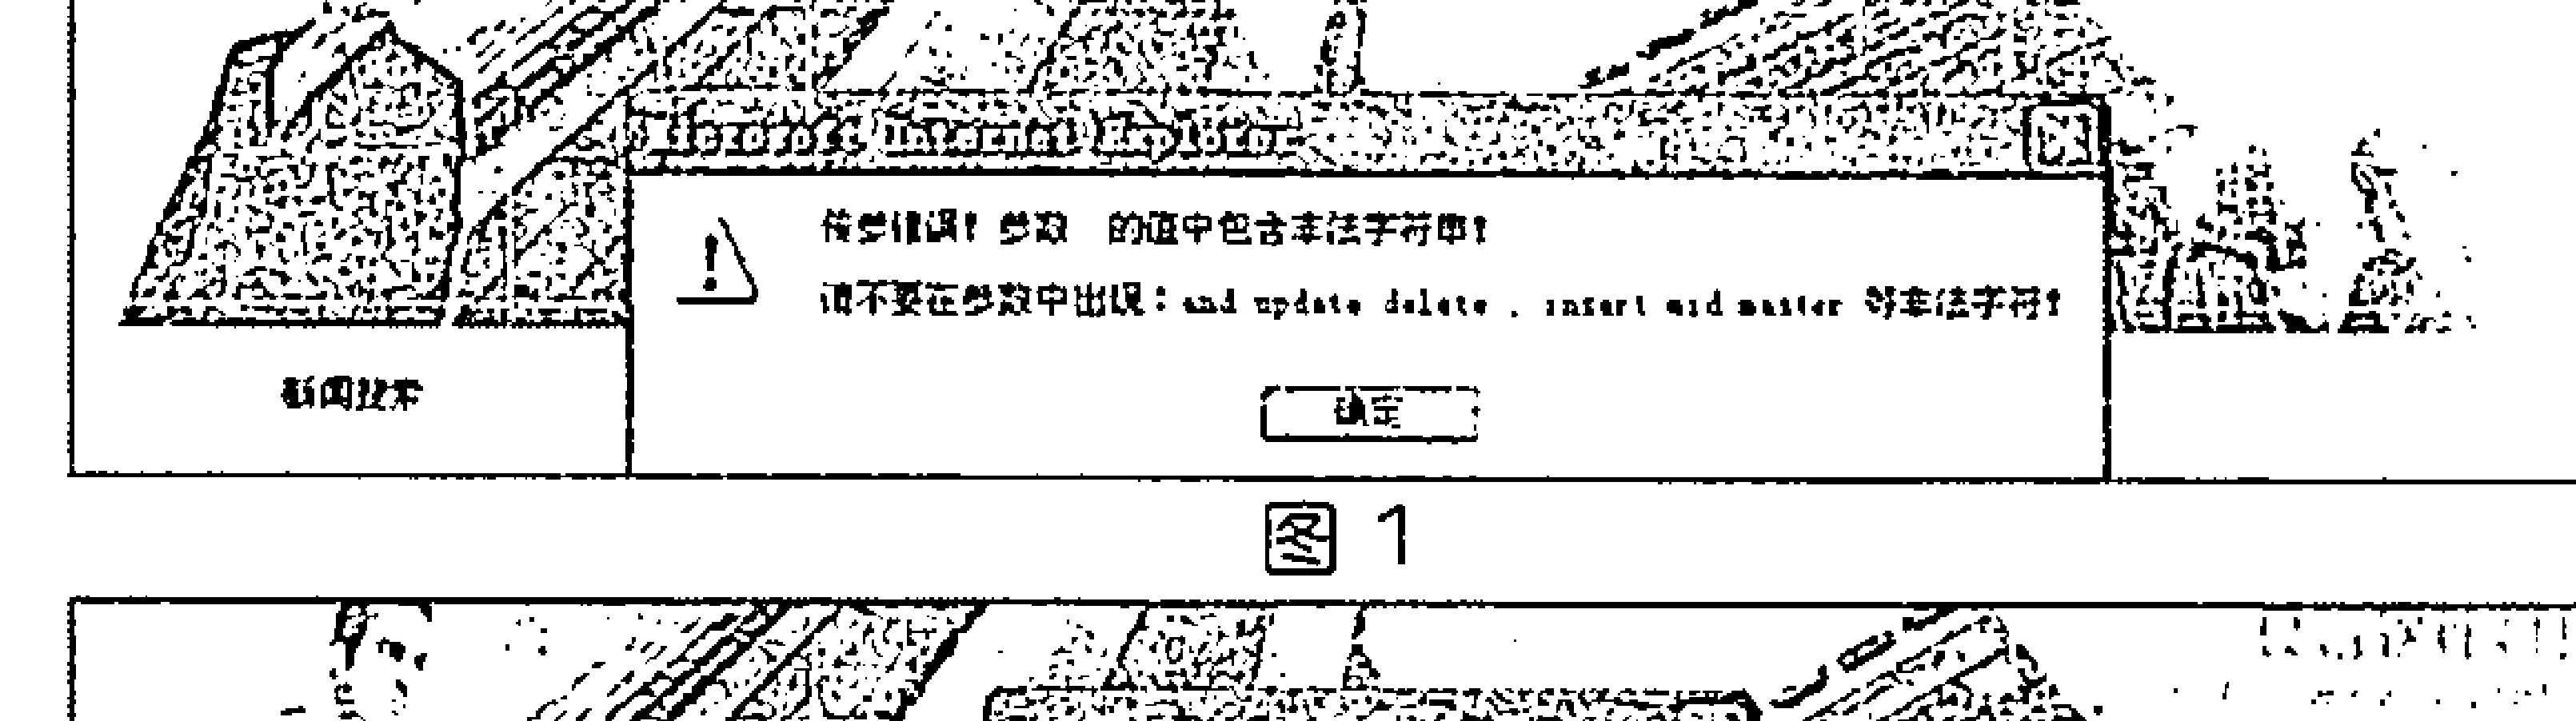 Microsoft Internet Explorer
传参错误！参数 的值中包含非法字符串！
请不要在参数中出现：and update delete , insert mid master 等非法字符！
新闻技术
确定
图 1